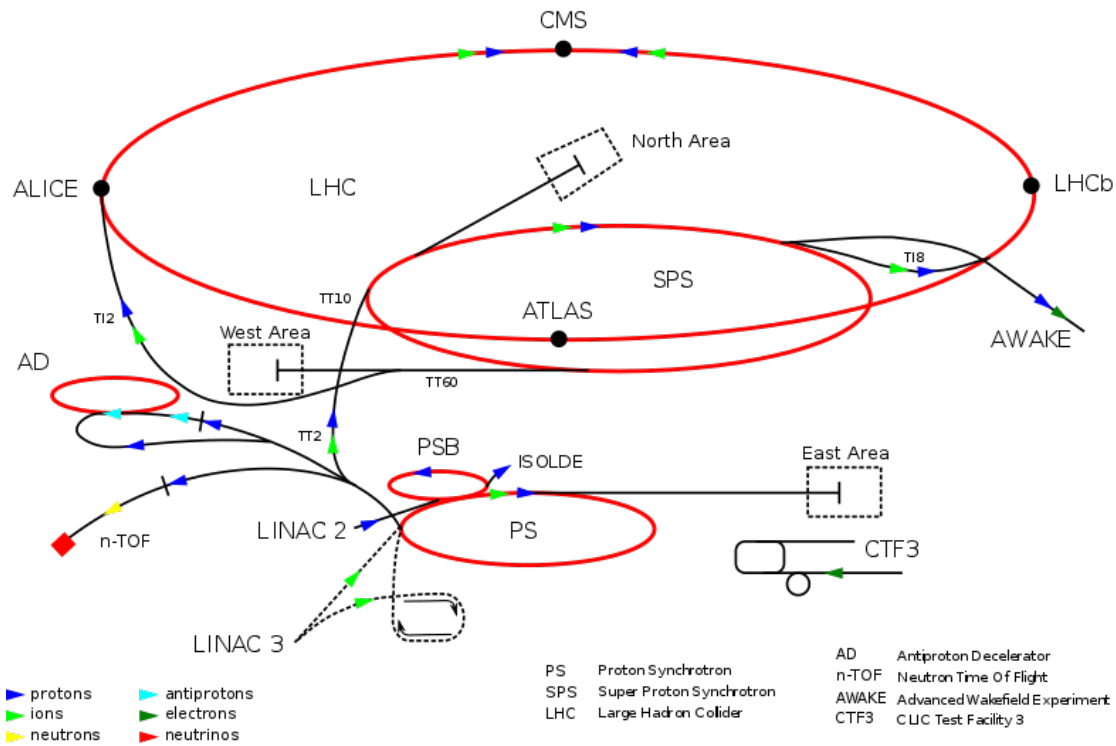 CMS
North Area
ALICE
LHC
LHCb
SPS
TI8
TT10
ATLAS
TI2
West Area
AWAKE
AD
TT60
TT2
PSB
ISOLDE
East Area
LINAC 2
PS
n-TOF
CTF3
LINAC 3
PS Proton Synchrotron
SPS Super Proton Synchrotron
LHC Large Hadron Collider
AD Antiproton Decelerator
n-TOF Neutron Time Of Flight
AWAKE Advanced Wakefield Experiment
CTF3 CLIC Test Facility 3
protons
ions
neutrons
antiprotons
electrons
neutrinos